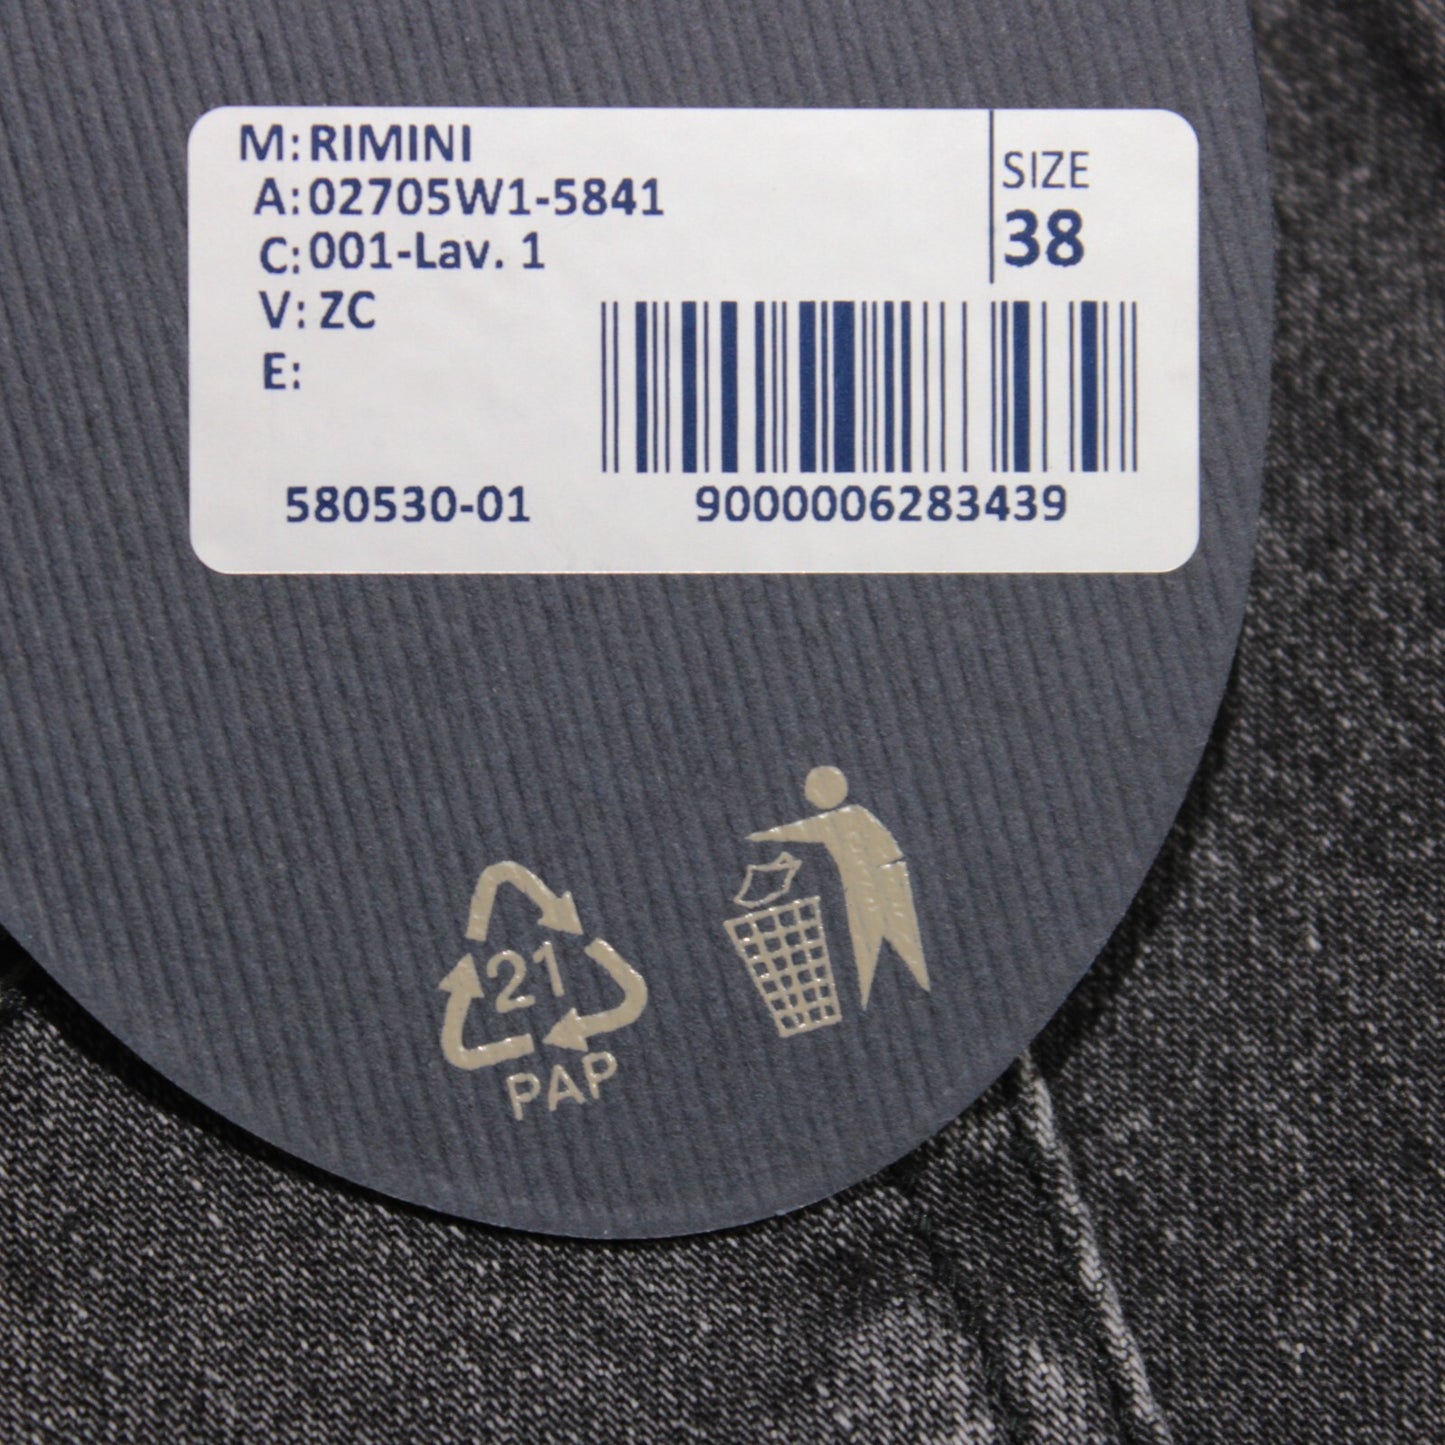 M: RIMINI
A: 02705W1-5841
C: 001-Lav. 1
V: ZC
E:
SIZE
38
580530-01
9000006283439
21
PAP